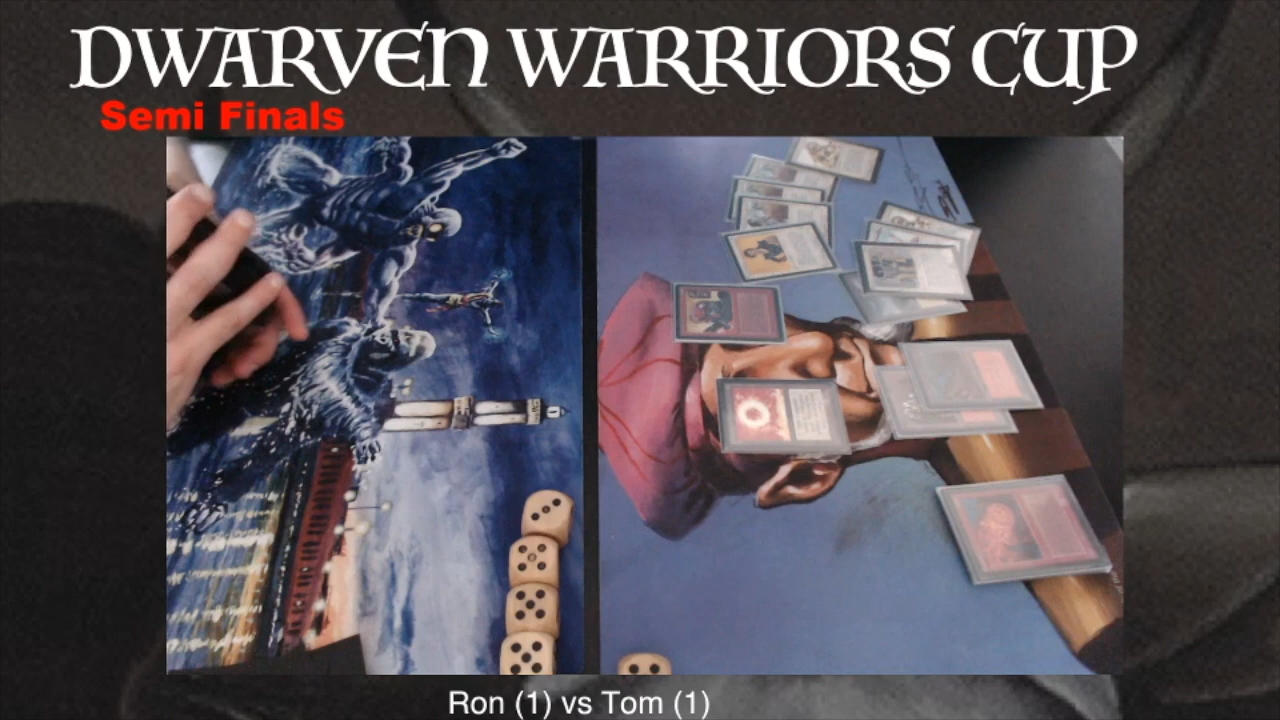 DWARVEN WARRIORS CUP
Semi Finals
Ron (1) vs Tom (1)